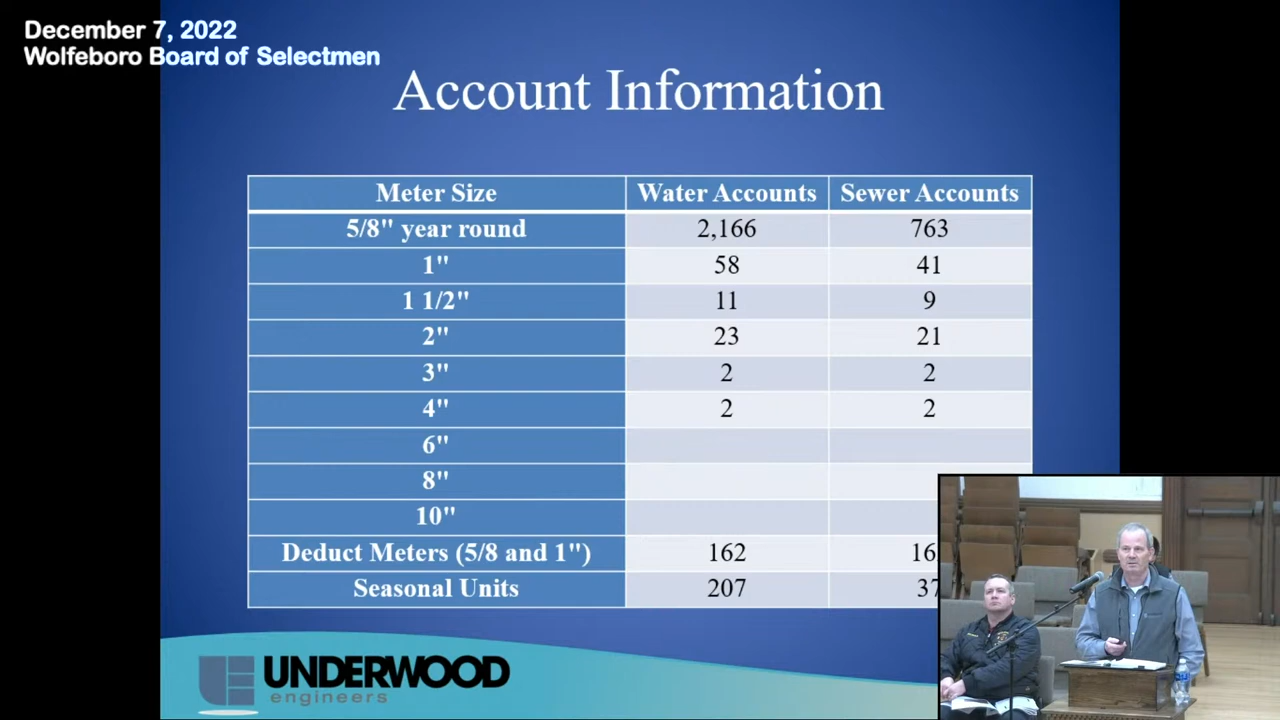 December 7, 2022
Wolfeboro Board of Selectmen
Account Information
Meter Size Water Accounts Sewer Accounts
5/8" year round 2,166 763
1" 58 41
1 1/2" 11 9
2" 23 21
3" 2 2
4" 2 2
6"
8"
10"
Deduct Meters (5/8 and 1") 162
Seasonal Units 207
UNDERWOOD
engineers